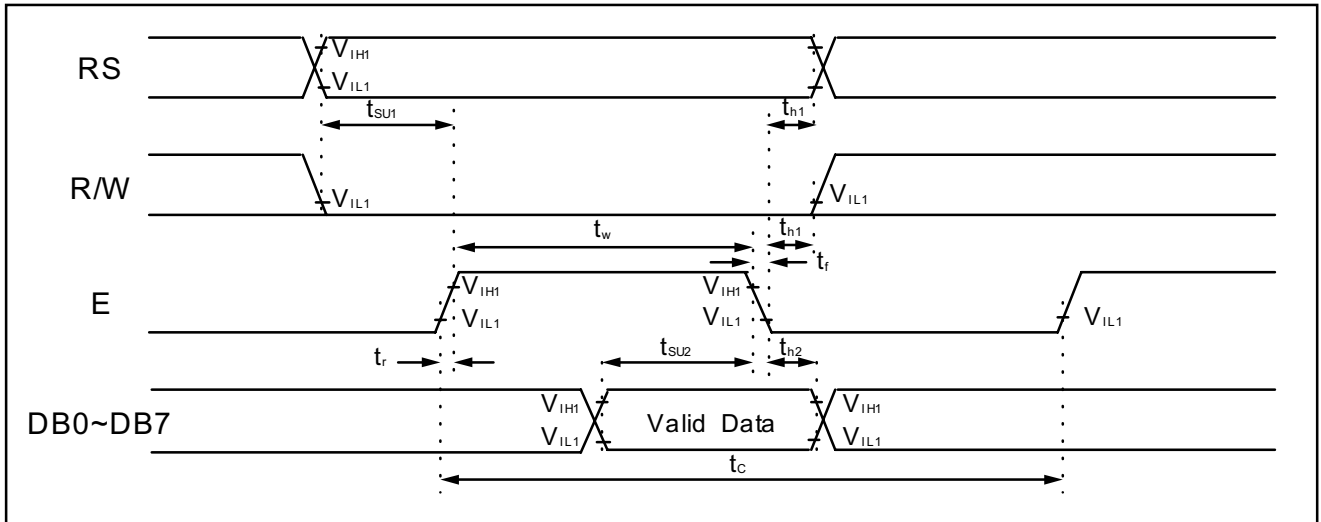 RS
VIH1
VIL1
tSU1
th1
R/W
VIL1
VIL1
tw
th1
tf
E
VIH1
VIL1
VIH1
VIL1
VIL1
tr
tSU2
th2
DB0~DB7
VIH1
VIL1
Valid Data
VIH1
VIL1
tC